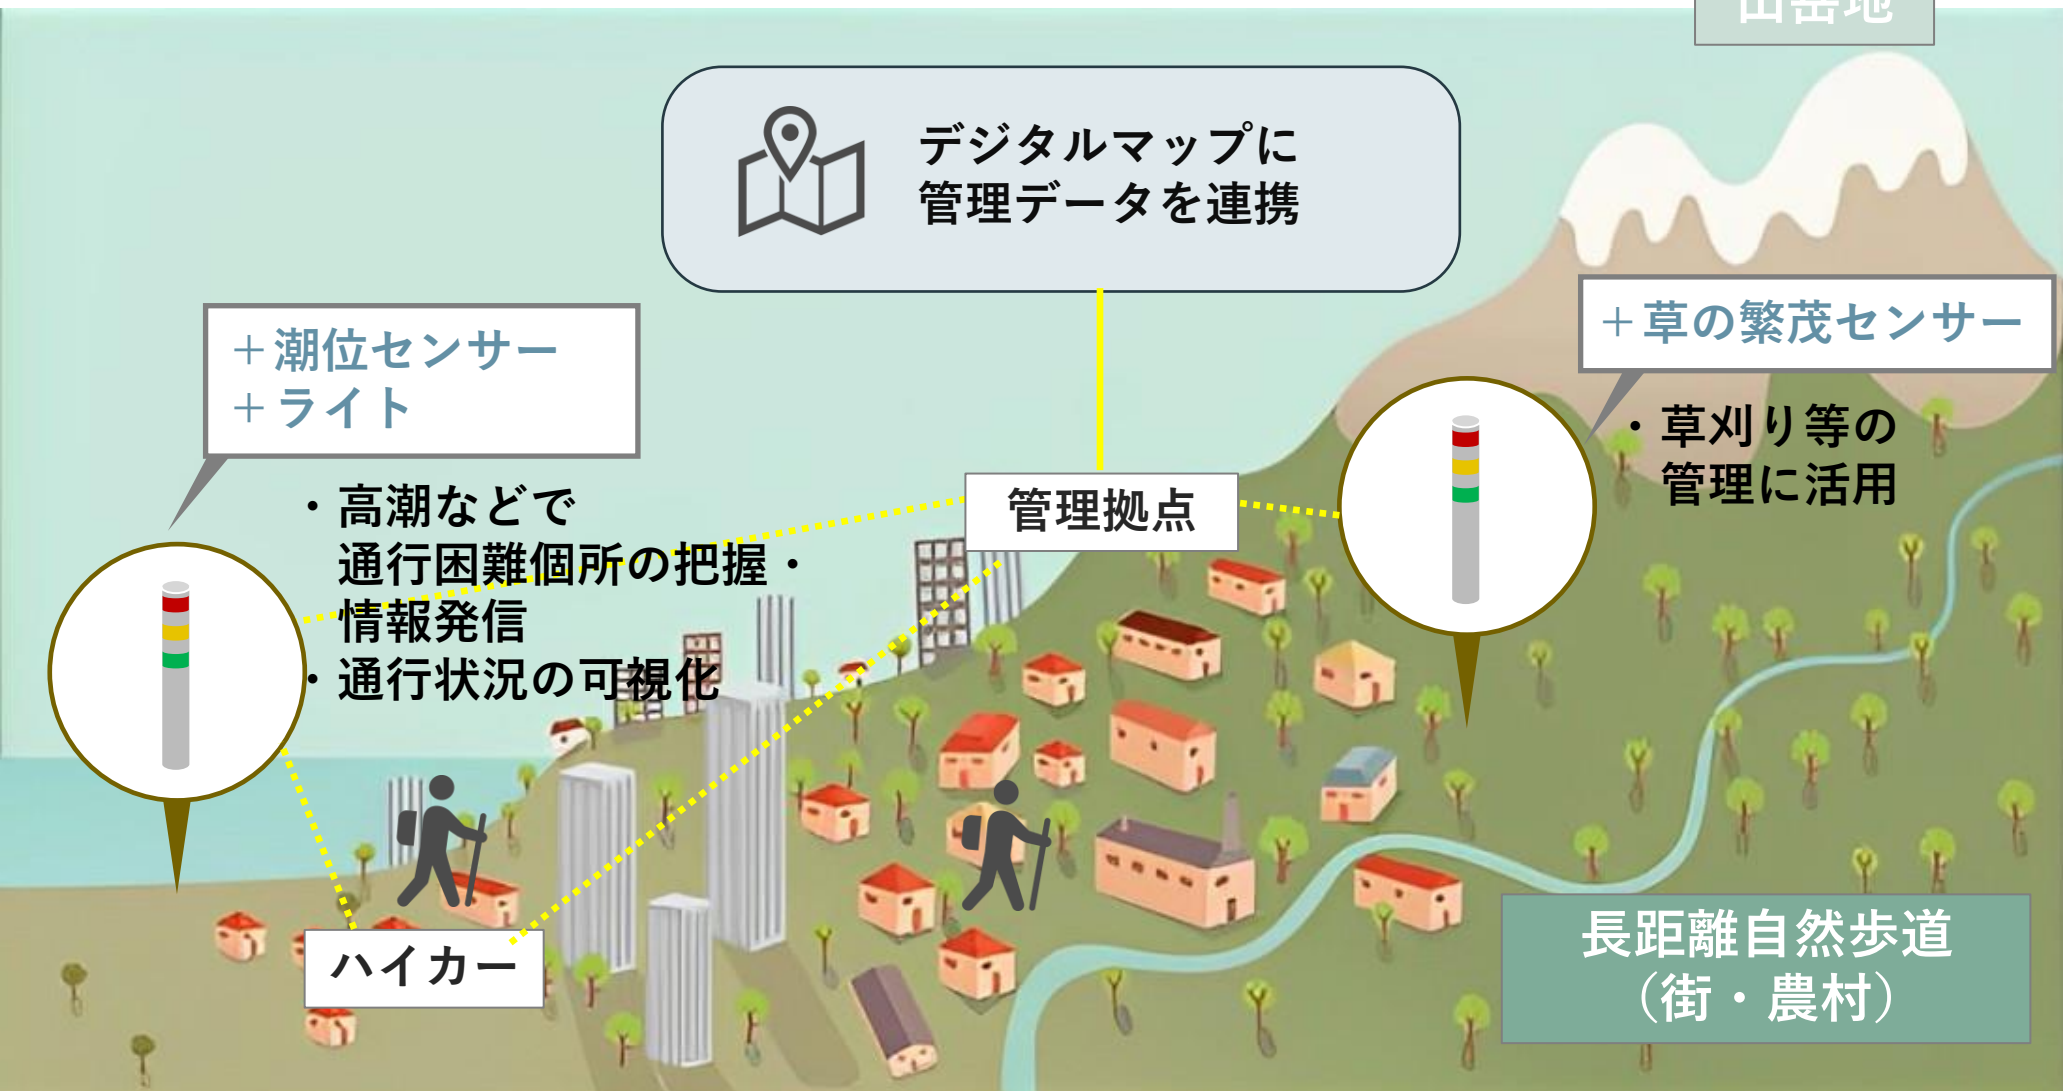 山岳地
デジタルマップに
管理データを連携
＋潮位センサー
＋ライト
・高潮などで
通行困難個所の把握・
情報発信
・通行状況の可視化
管理拠点
＋草の繁茂センサー
・草刈り等の
管理に活用
ハイカー
長距離自然歩道
（街・農村）